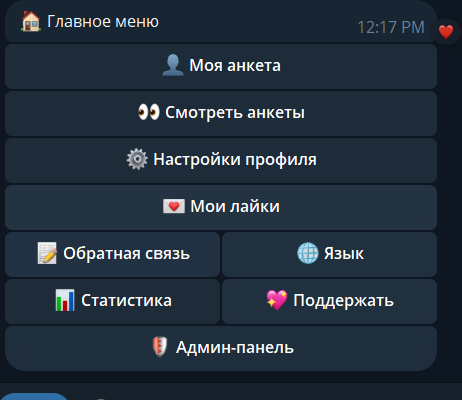 🏠 Главное меню
12:17 PM
👤 Моя анкета
👀 Смотреть анкеты
⚙️ Настройки профиля
💌 Мои лайки
📝 Обратная связь
🌐 Язык
📊 Статистика
💖 Поддержать
🛡 Админ-панель